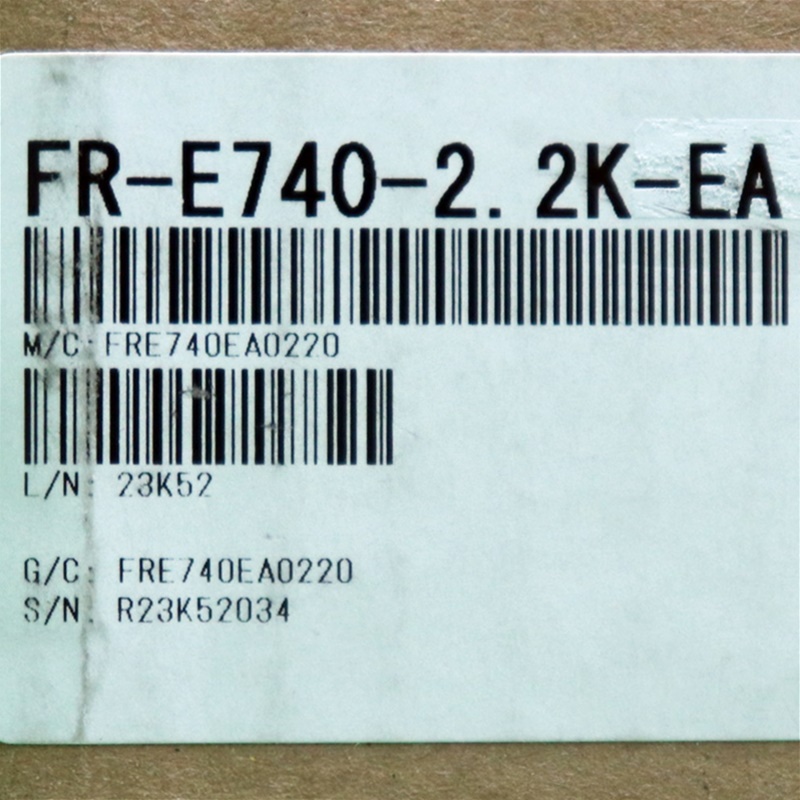 FR-E740-2.2K-EA
M/C:FRE740EA0220
L/N: 23K52
G/C: FRE740EA0220
S/N. R23K52034